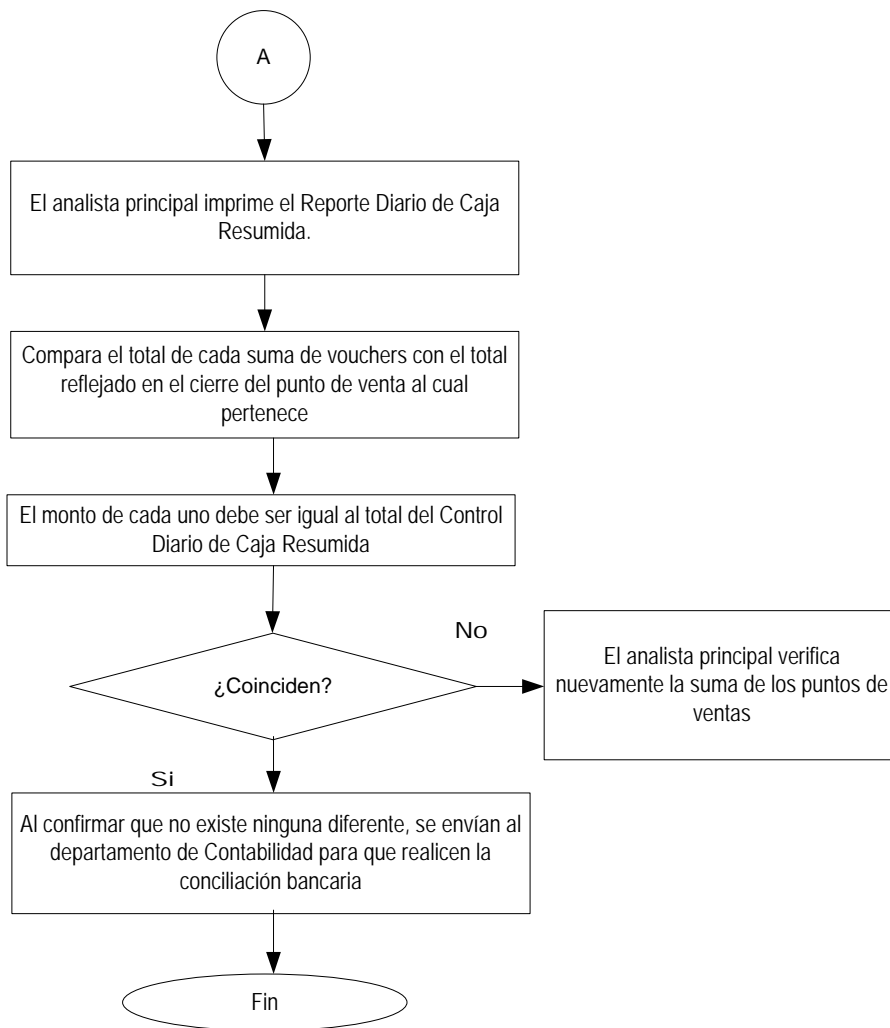 A
El analista principal imprime el Reporte Diario de Caja
Resumida.
Compara el total de cada suma de vouchers con el total
reflejado en el cierre del punto de venta al cual
pertenece
El monto de cada uno debe ser igual al total del Control
Diario de Caja Resumida
No
¿Coinciden?
El analista principal verifica
nuevamente la suma de los puntos de
ventas
Si
Al confirmar que no existe ninguna diferente, se envían al
departamento de Contabilidad para que realicen la
conciliación bancaria
Fin